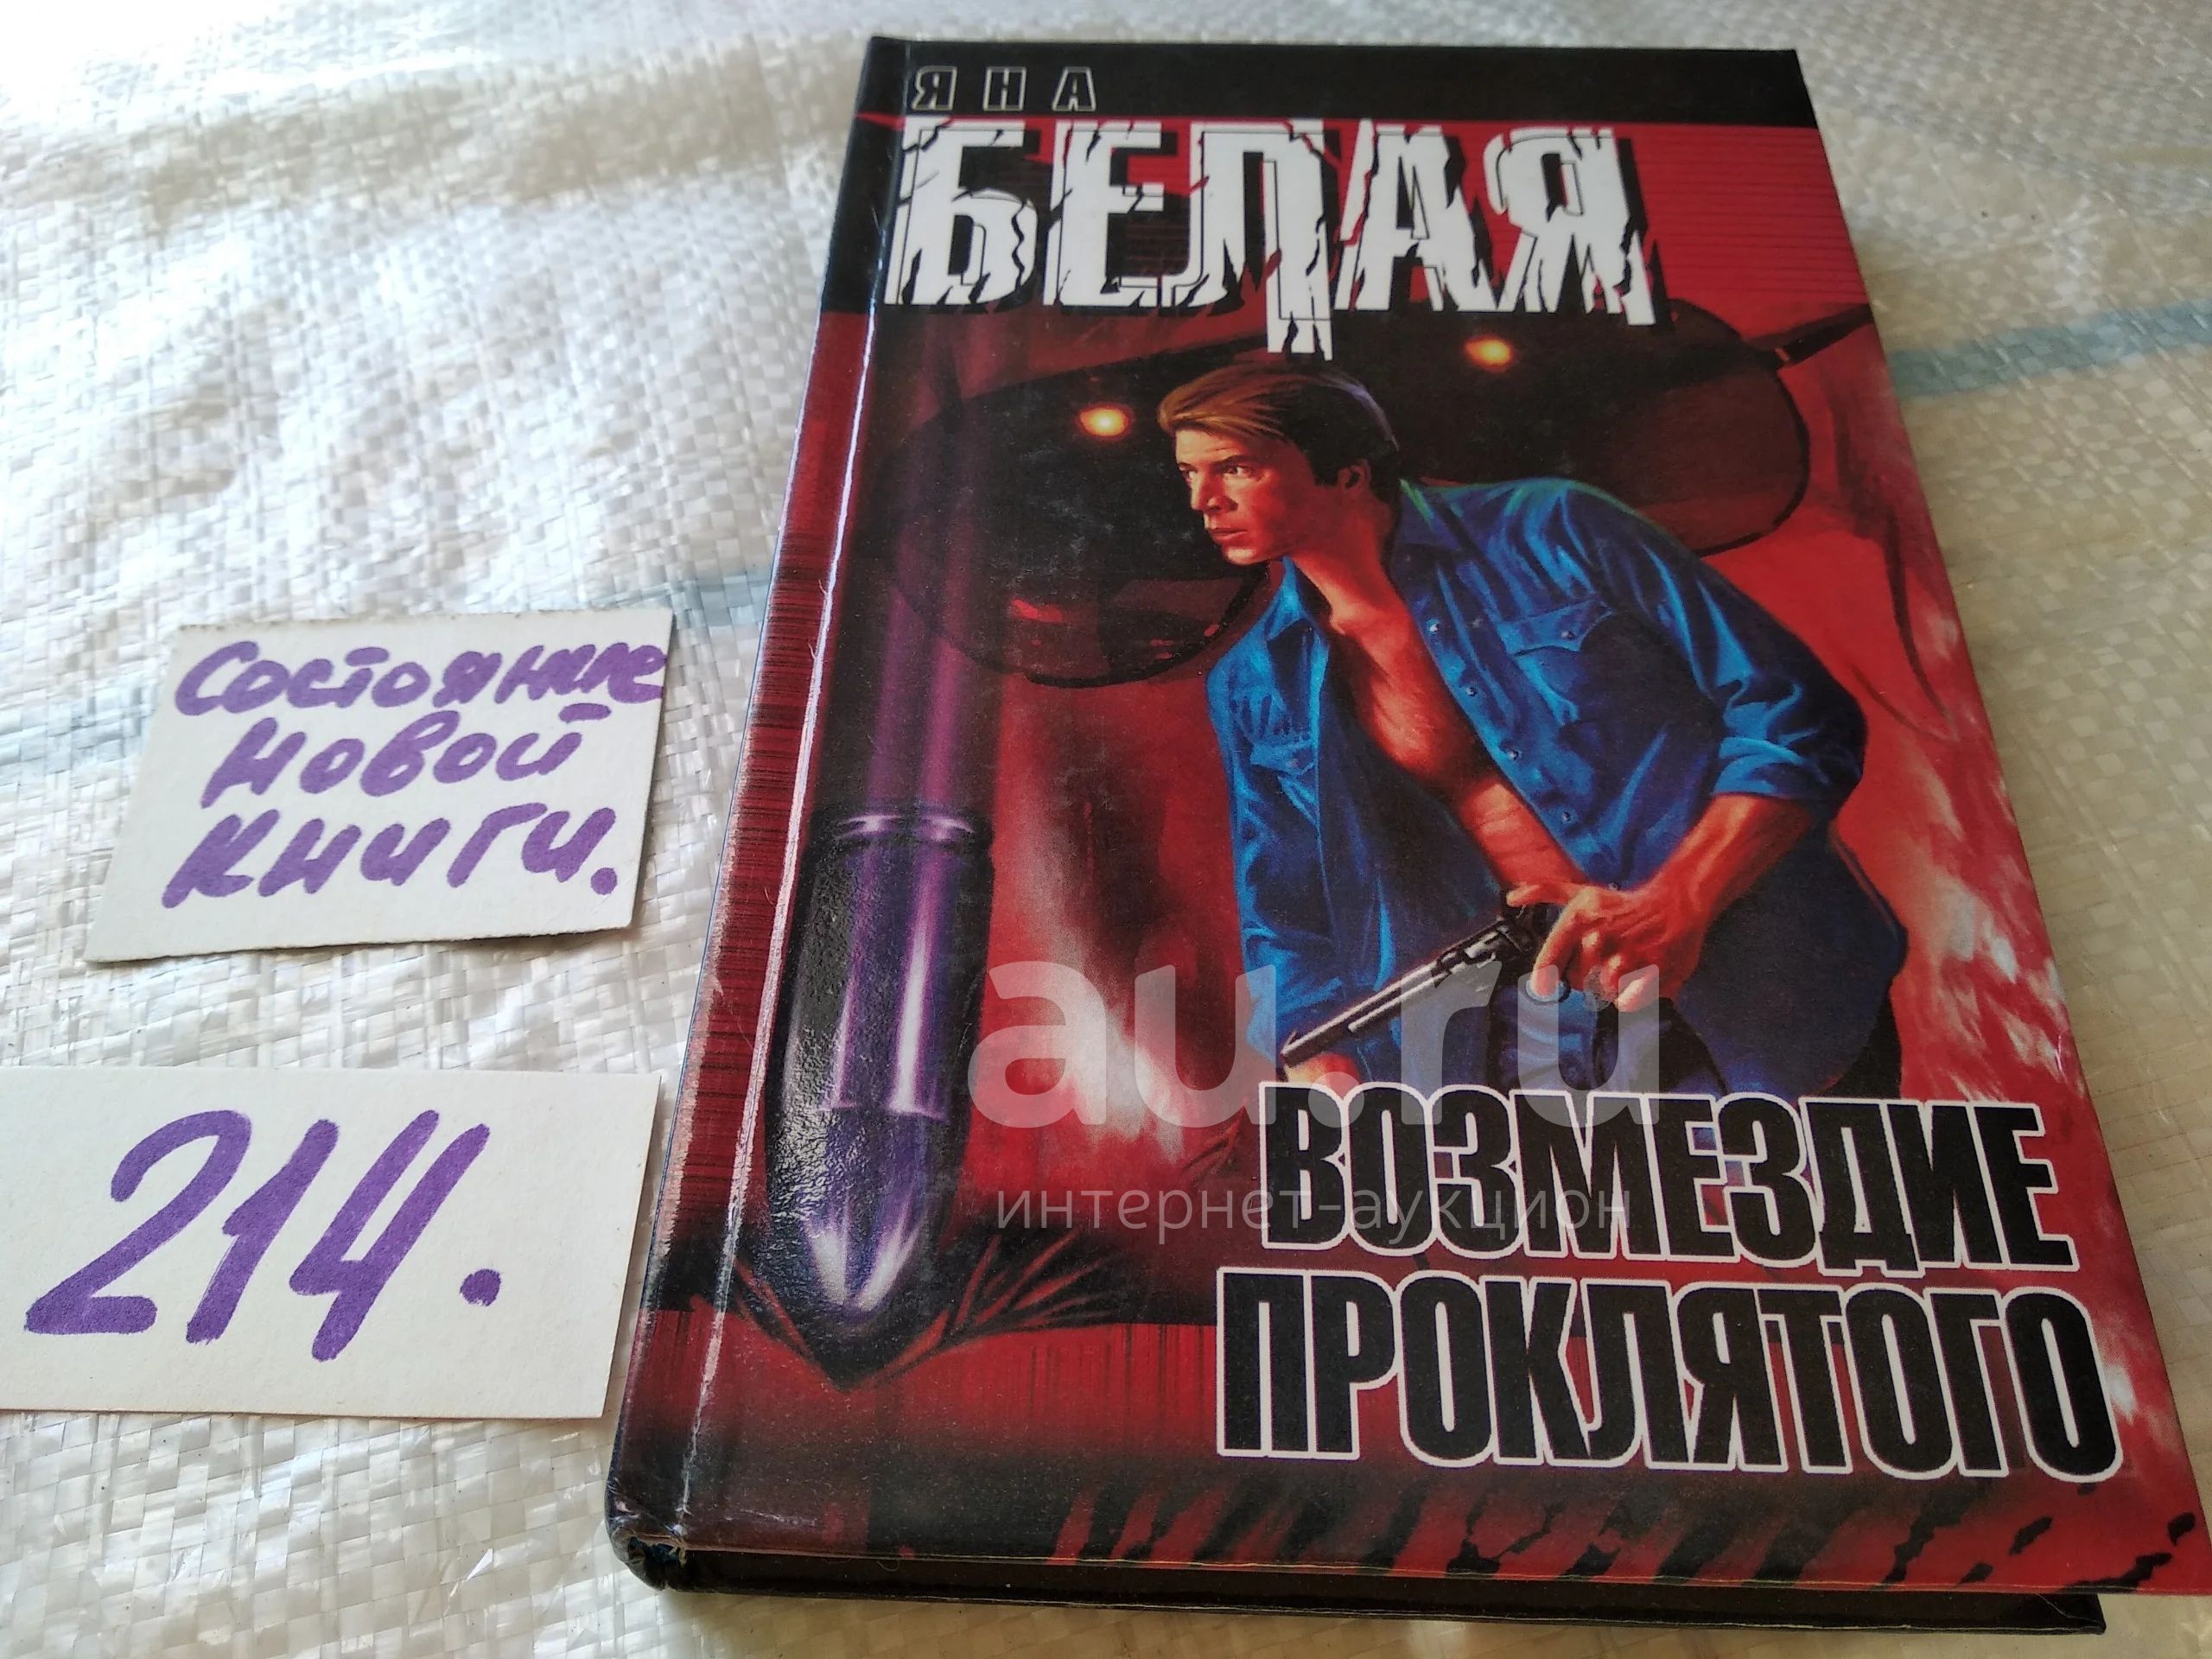 ЯНА
БЕЛАЯ
Состояние
новой
книги.
214.
au.ru
интернет-аукцион
ВОЗМЕЗДИЕ
ПРОКЛЯТОГО